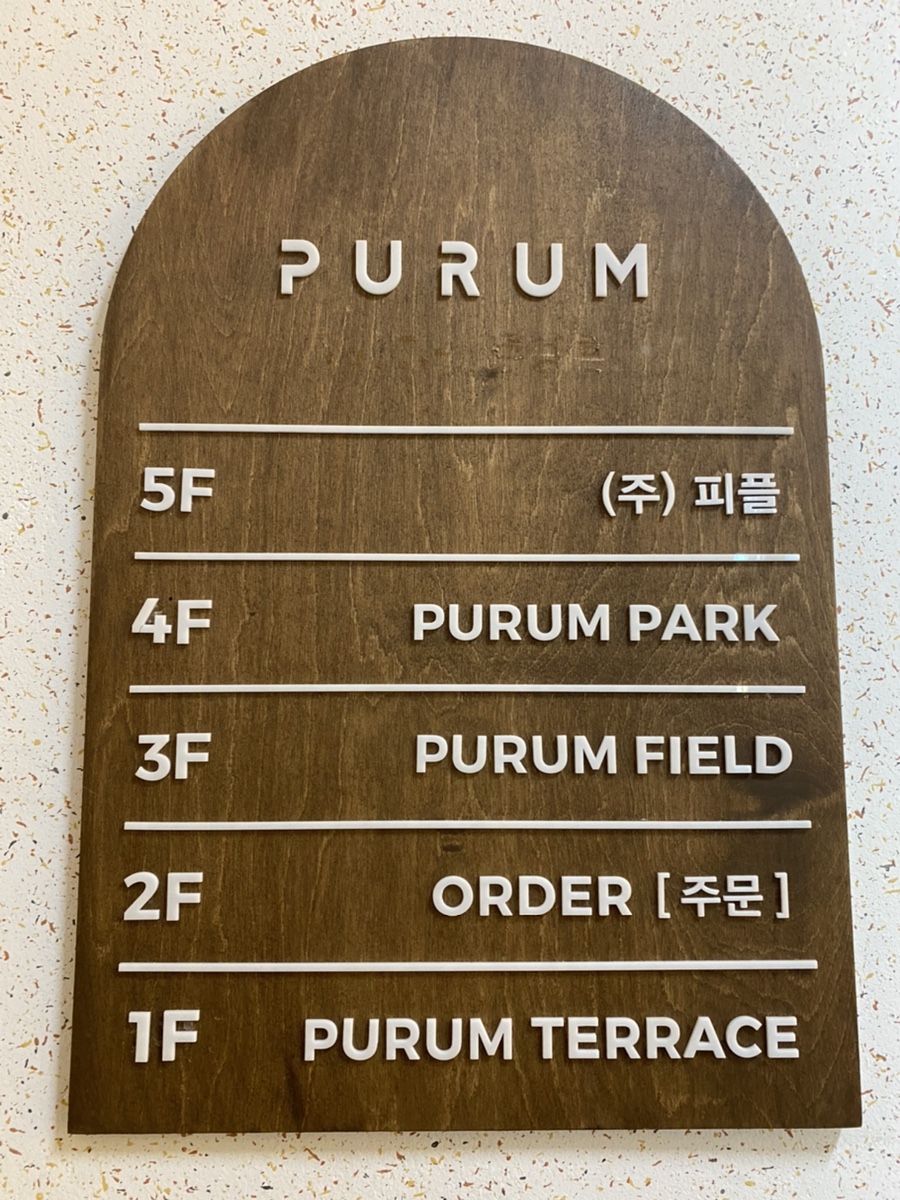 PURUM
5F (주) 피플
4F PURUM PARK
3F PURUM FIELD
2F ORDER [주문]
1F PURUM TERRACE